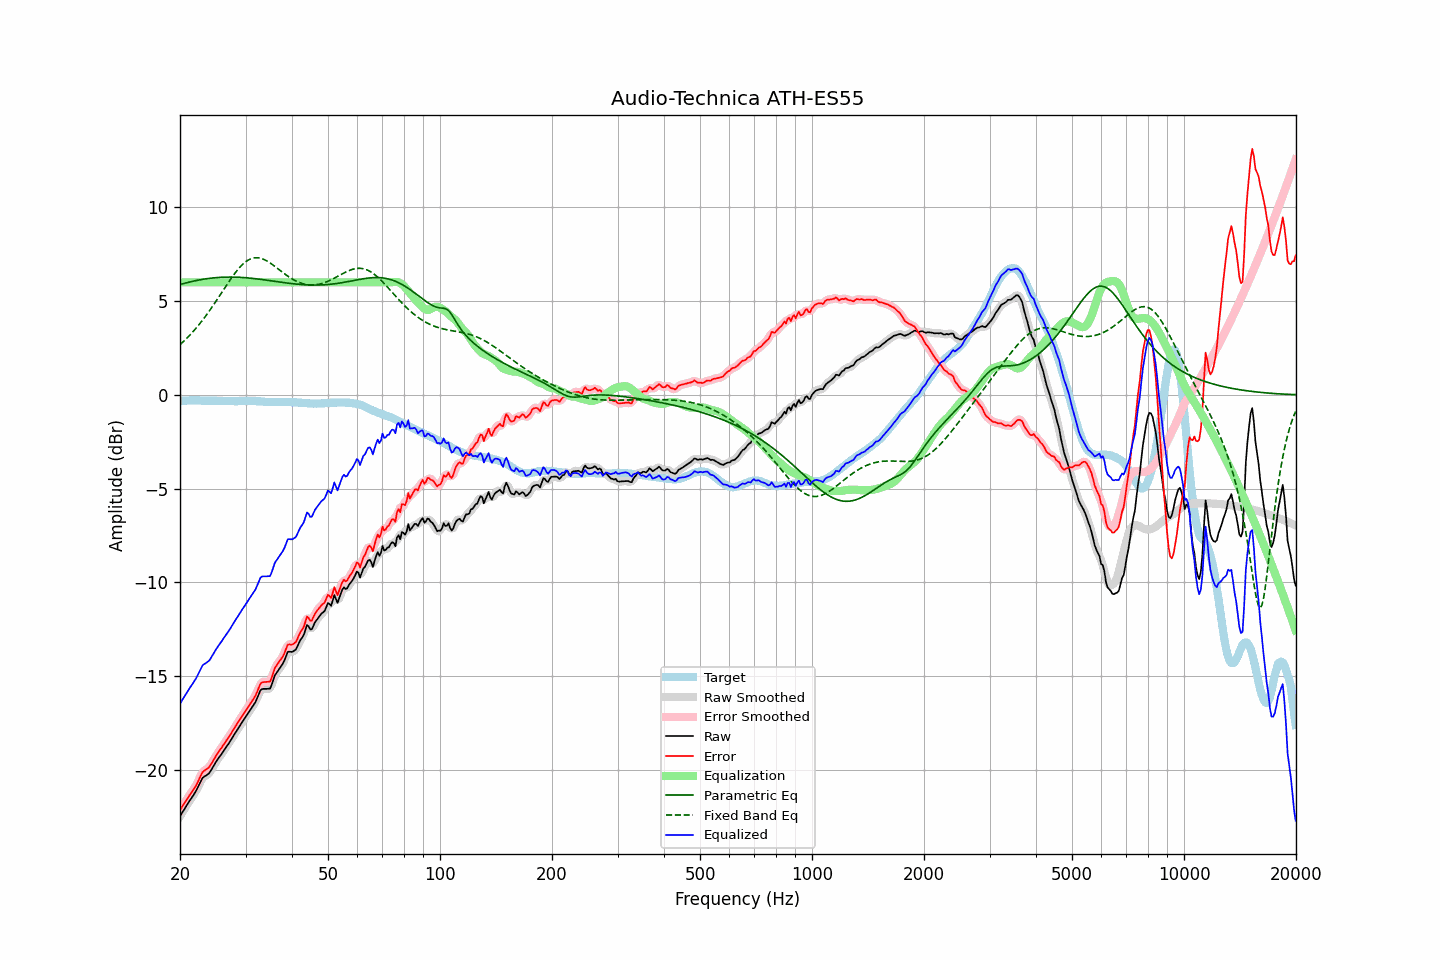 Audio-Technica ATH-ES55
Amplitude (dBr)
10
5
0
−5
−10
−15
−20
Target
Raw Smoothed
Error Smoothed
Raw
Error
Equalization
Parametric Eq
Fixed Band Eq
Equalized
20 50 100 200 500 1000 2000 5000 10000 20000
Frequency (Hz)